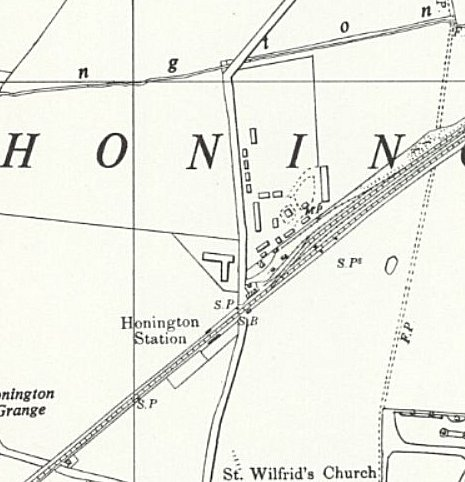 n g t o n
H O N I N G
M.P
S.Ps
S.P
S.B
Honington
Station
F.P
onington
Grange
S.P
St. Wilfrid's Church